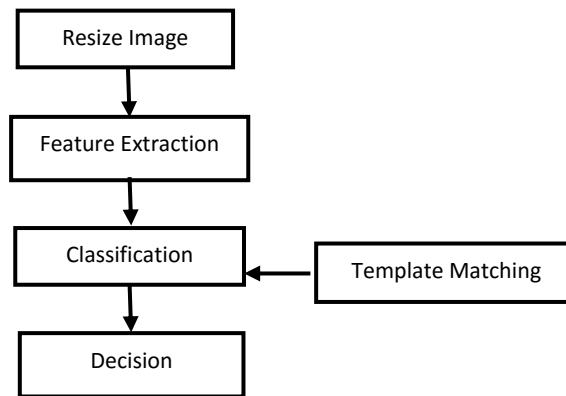 Resize Image
Feature Extraction
Classification
Template Matching
Decision